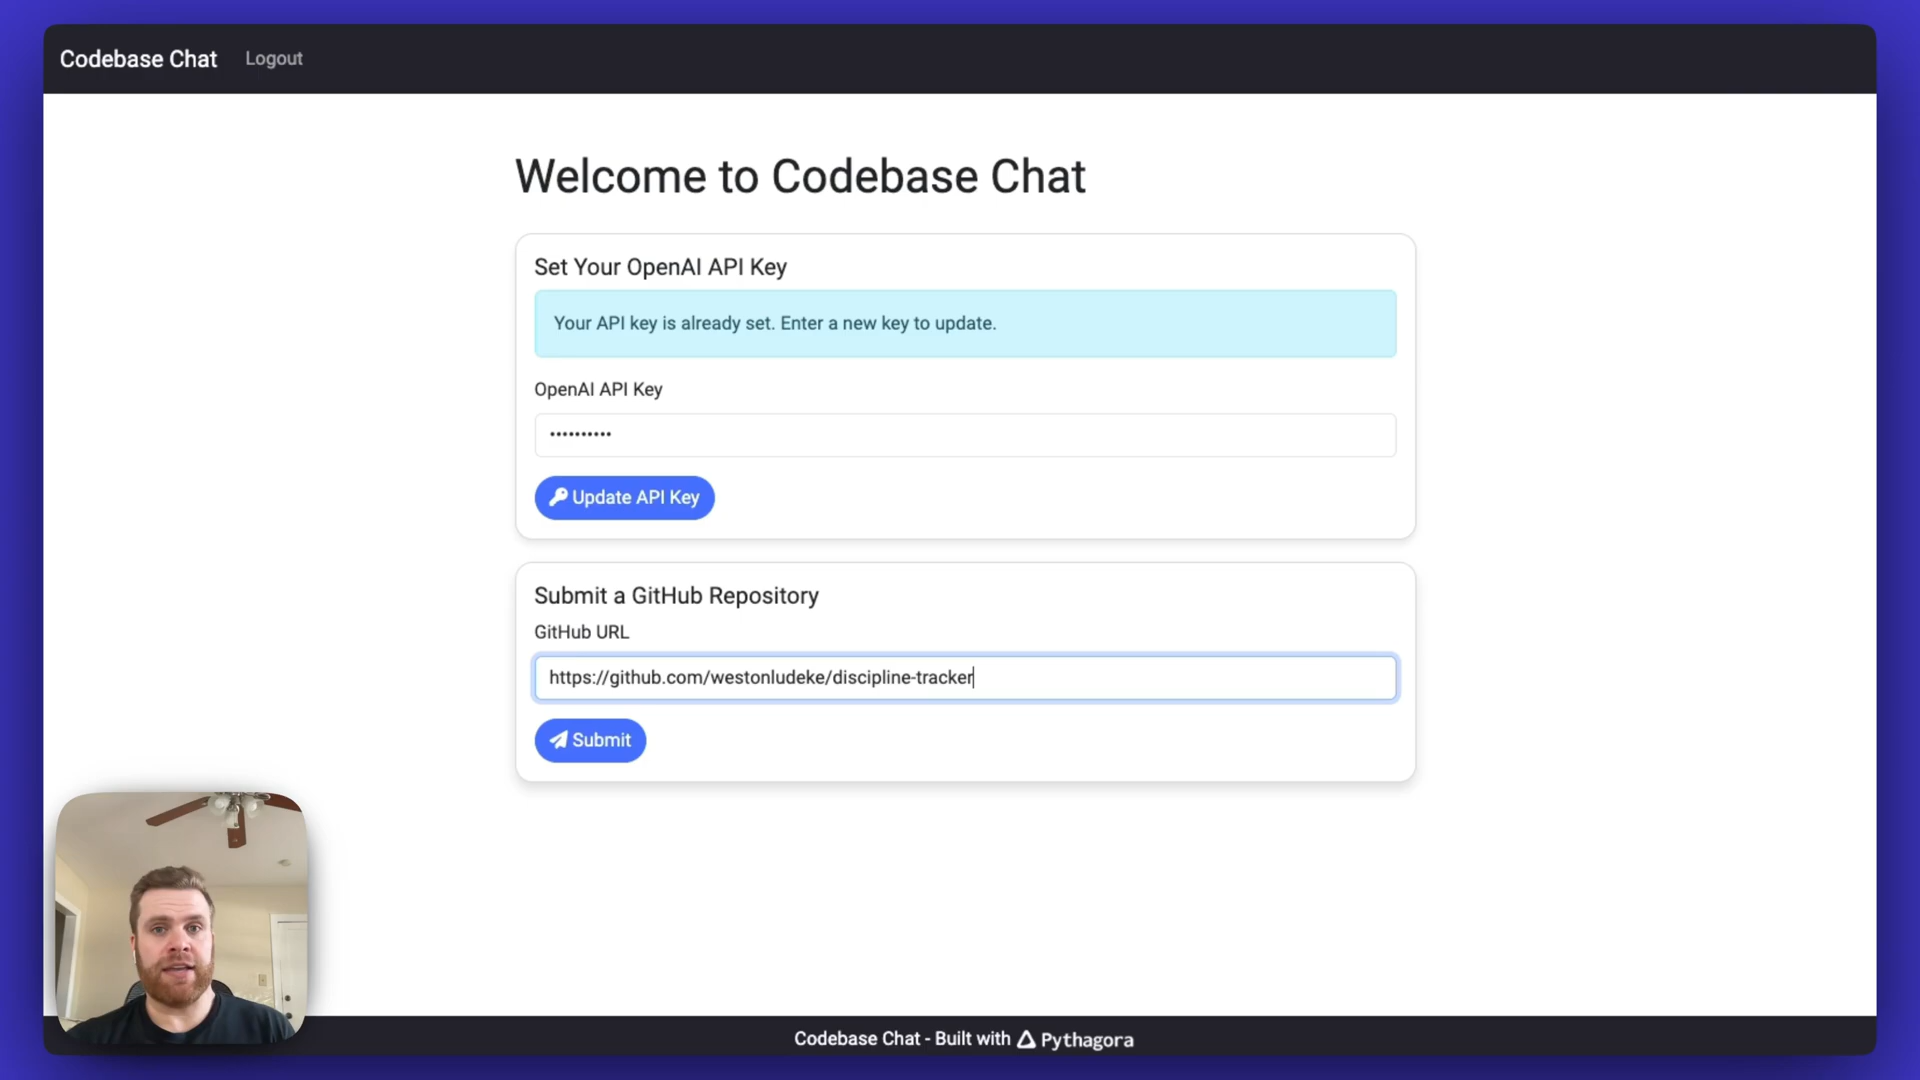 Codebase Chat Logout
Welcome to Codebase Chat
Set Your OpenAI API Key
Your API key is already set. Enter a new key to update.
OpenAI API Key
••••••••••
Update API Key
Submit a GitHub Repository
GitHub URL
https://github.com/westonludeke/discipline-tracker
Submit
Codebase Chat - Built with Pythagora